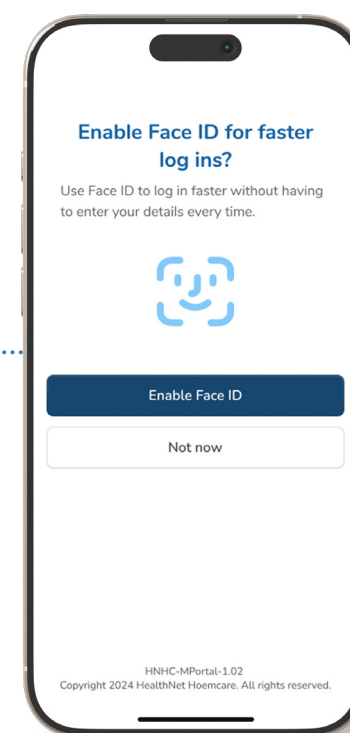 Enable Face ID for faster
log ins?
Use Face ID to log in faster without having
to enter your details every time.
Enable Face ID
Not now
HNHC-MPortal-1.02
Copyright 2024 HealthNet Hoemcare. All rights reserved.